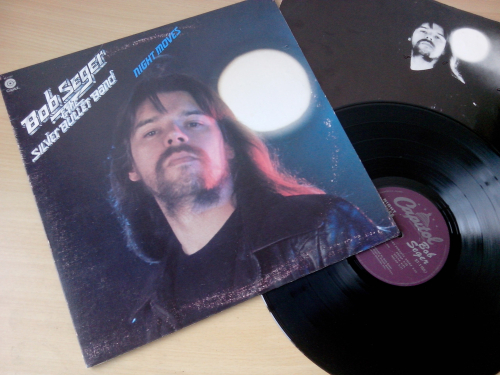 Bob Seger
& THE
SILVER BULLET BAND
NIGHT MOVES
Capitol
Bob
Seger